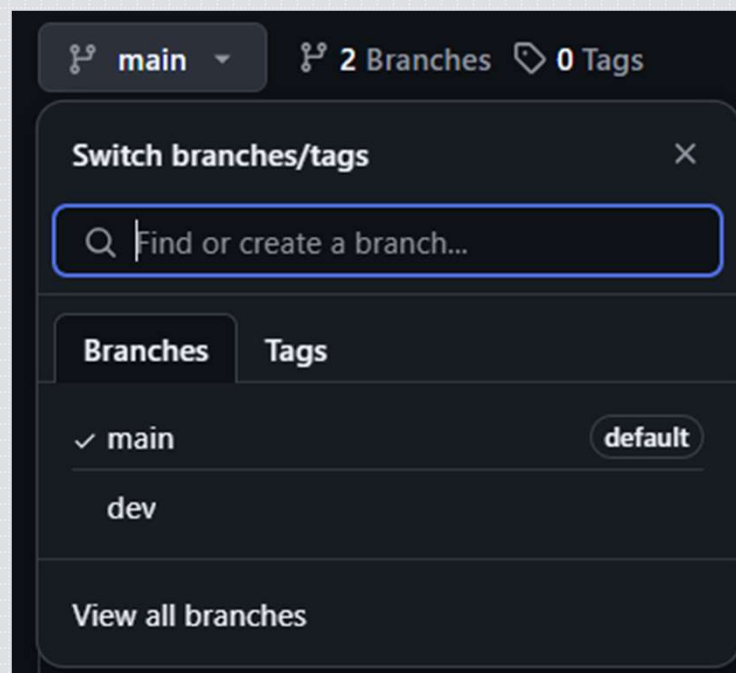 main 2 Branches 0 Tags
Switch branches/tags
Find or create a branch...
Branches Tags
main default
dev
View all branches